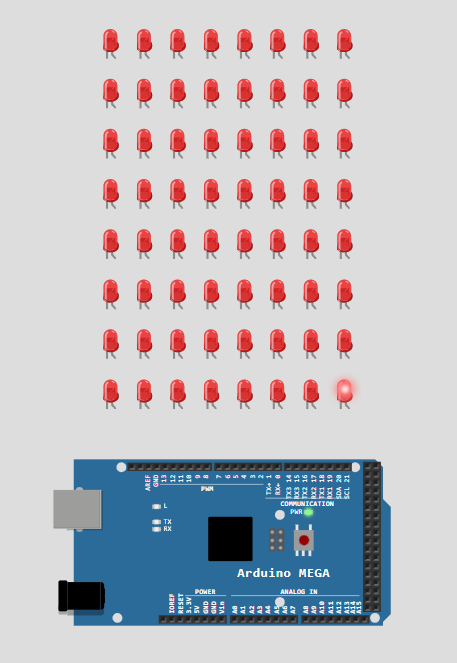 AREF
GND
13
12
11
10
9
8
7
6
5
4
3
2
TX→ 1
RX← 0
TX3 14
RX3 15
TX2 16
RX2 17
TX1 18
RX1 19
SDA 20
SCL 21
PWM
COMMUNICATION
L
PWR
TX
RX
Arduino MEGA
POWER
ANALOG IN
IOREF
RESET
3.3V
5V
GND
GND
Vin
A0
A1
A2
A3
A4
A5
A6
A7
A8
A9
A10
A11
A12
A13
A14
A15